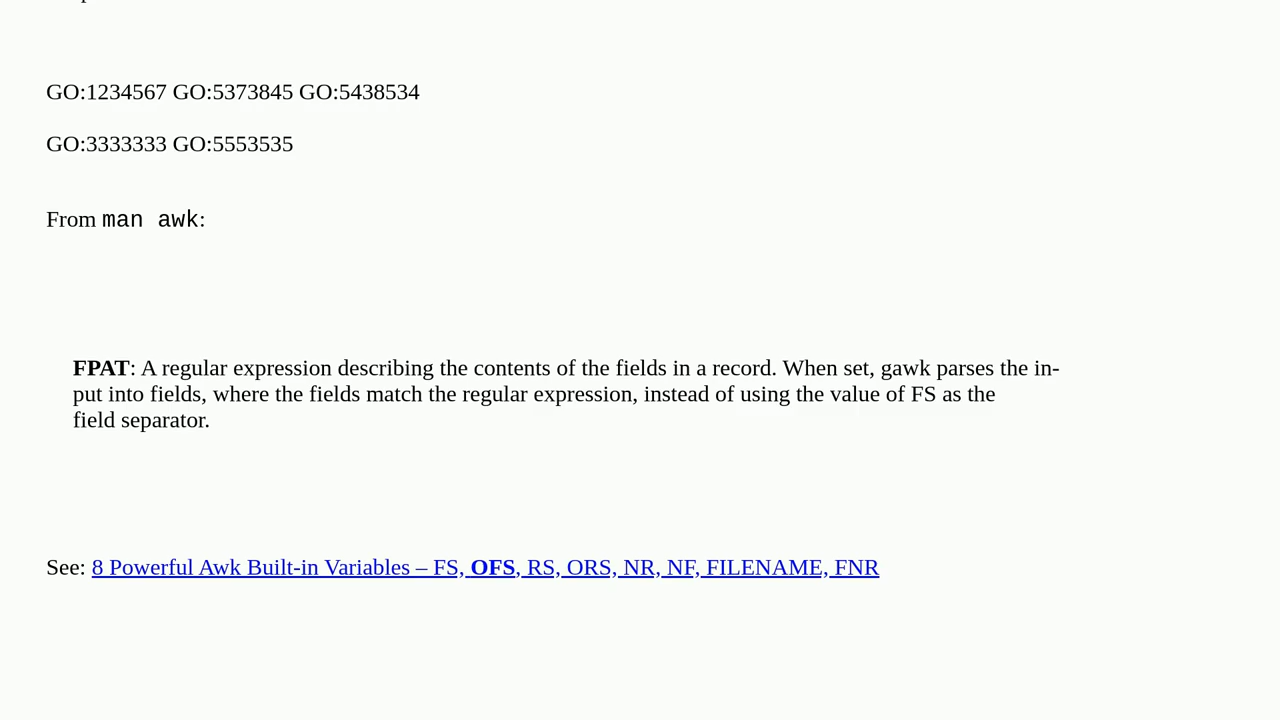 GO:1234567 GO:5373845 GO:5438534
GO:3333333 GO:5553535
From man awk:
FPAT: A regular expression describing the contents of the fields in a record. When set, gawk parses the in-
put into fields, where the fields match the regular expression, instead of using the value of FS as the
field separator.
See: 8 Powerful Awk Built-in Variables – FS, OFS, RS, ORS, NR, NF, FILENAME, FNR